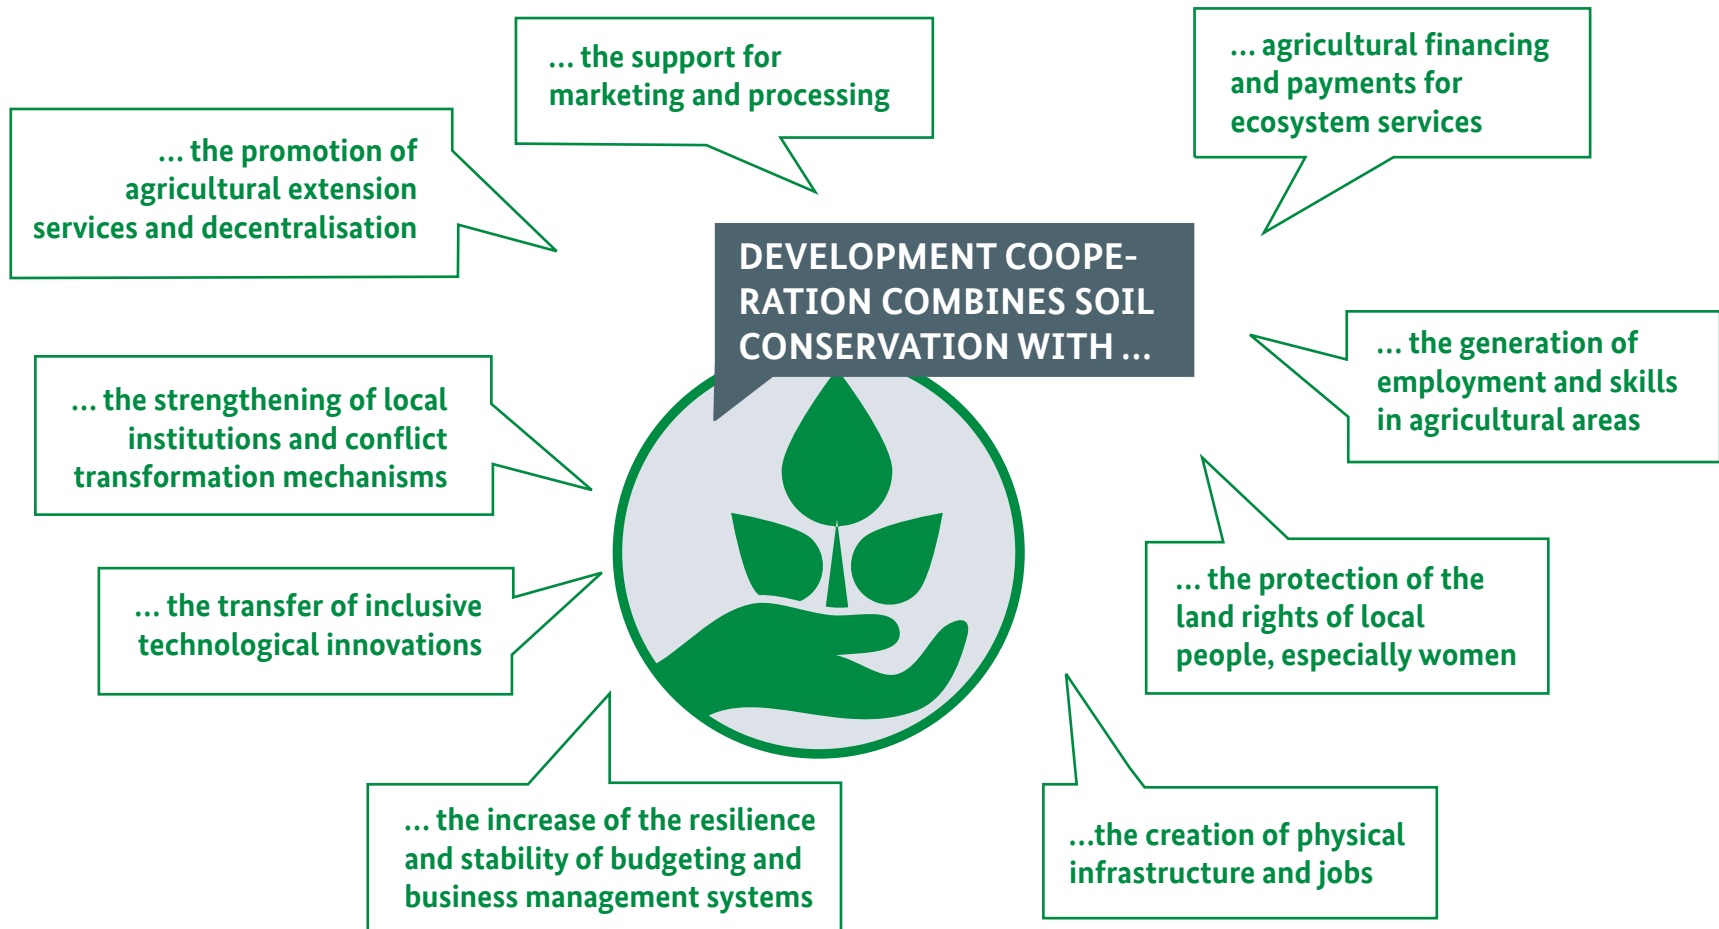 ... the support for
marketing and processing
... agricultural financing
and payments for
ecosystem services
... the promotion of
agricultural extension
services and decentralisation
DEVELOPMENT COOPE-
RATION COMBINES SOIL
CONSERVATION WITH ...
... the generation of
employment and skills
in agricultural areas
... the strengthening of local
institutions and conflict
transformation mechanisms
... the protection of the
land rights of local
people, especially women
... the transfer of inclusive
technological innovations
... the increase of the resilience
and stability of budgeting and
business management systems
...the creation of physical
infrastructure and jobs